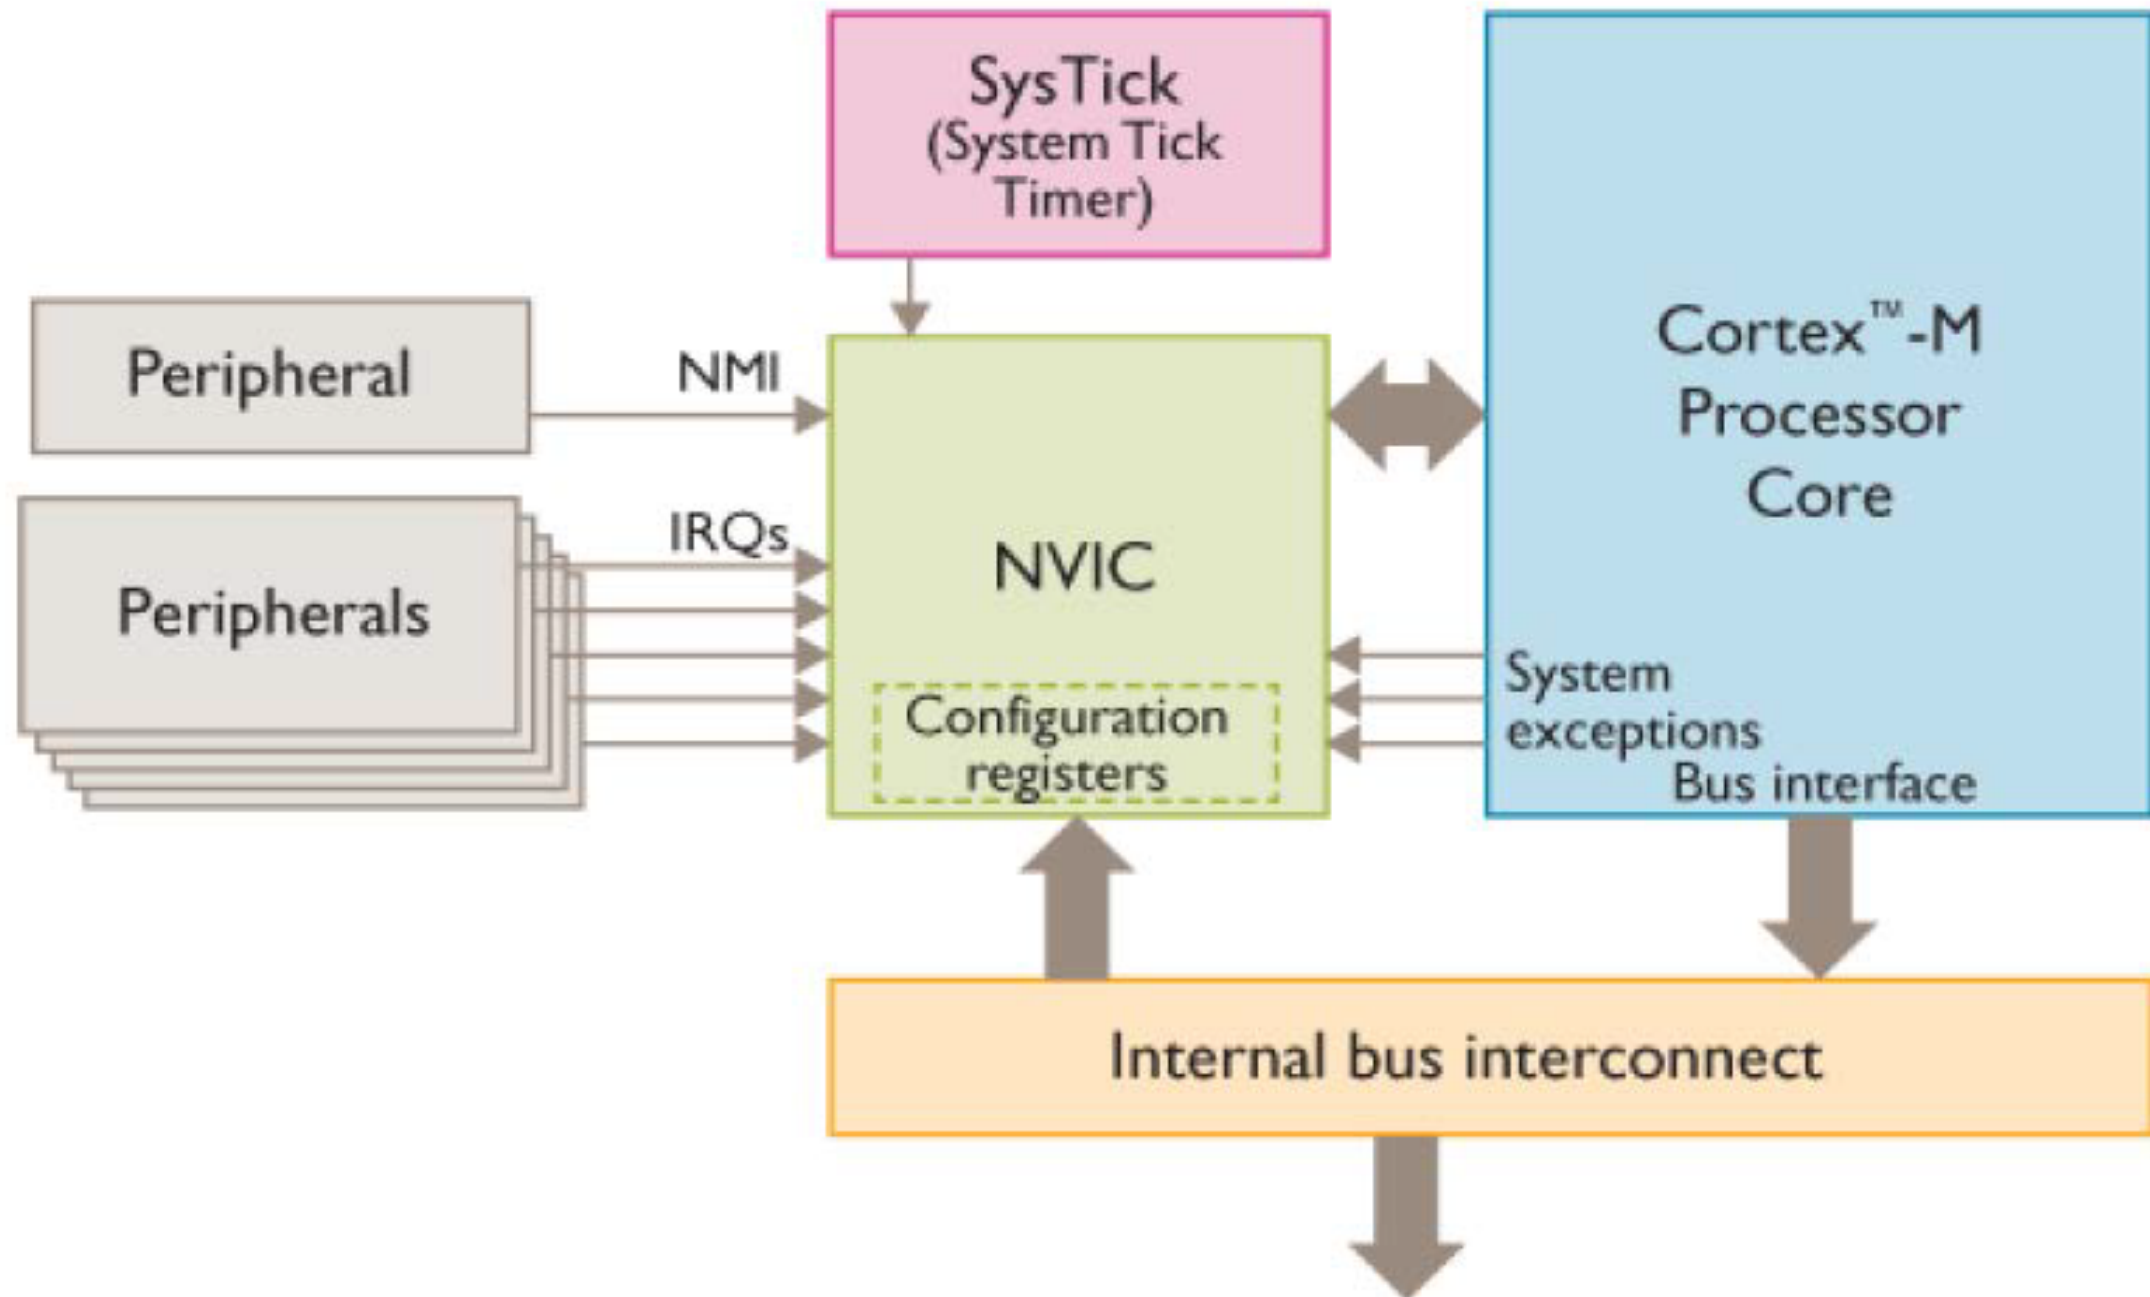 SysTick
(System Tick
Timer)
Peripheral
NMI
Cortex™-M
Processor
Core
Peripherals
IRQs
NVIC
Configuration
registers
System
exceptions
Bus interface
Internal bus interconnect